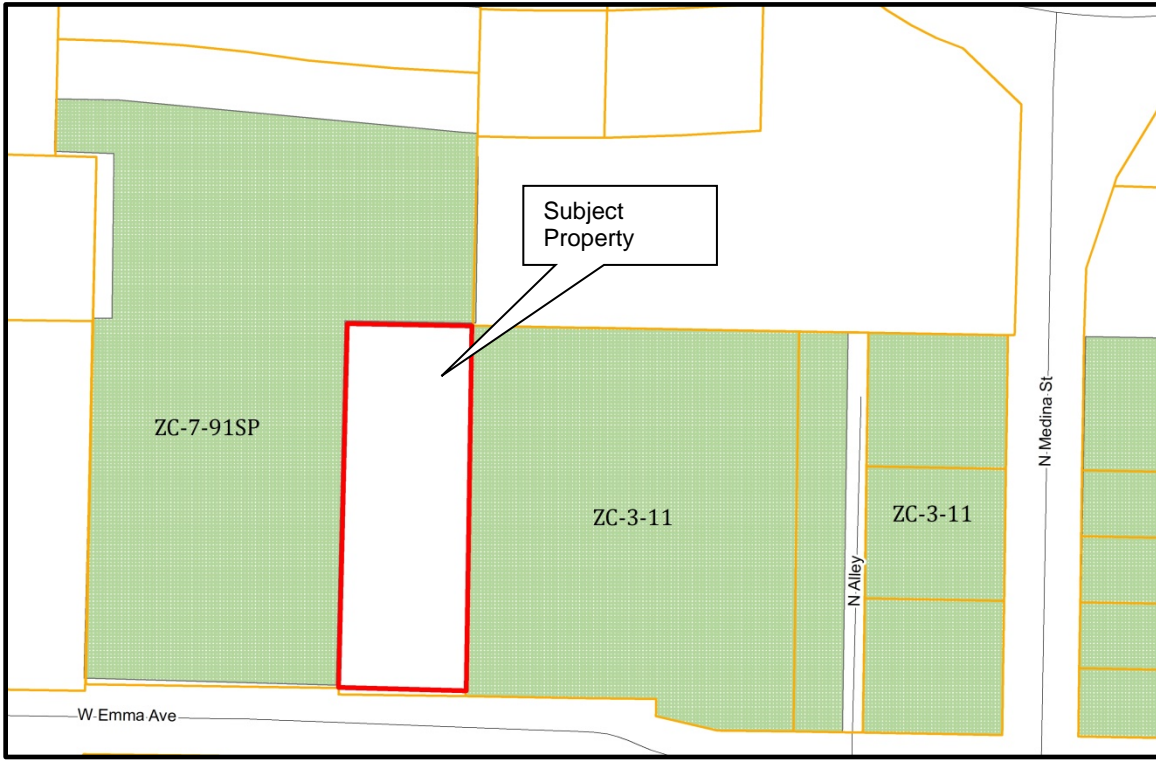 Subject
Property
ZC-7-91SP
ZC-3-11
ZC-3-11
N Medina St
N Alley
W Emma Ave